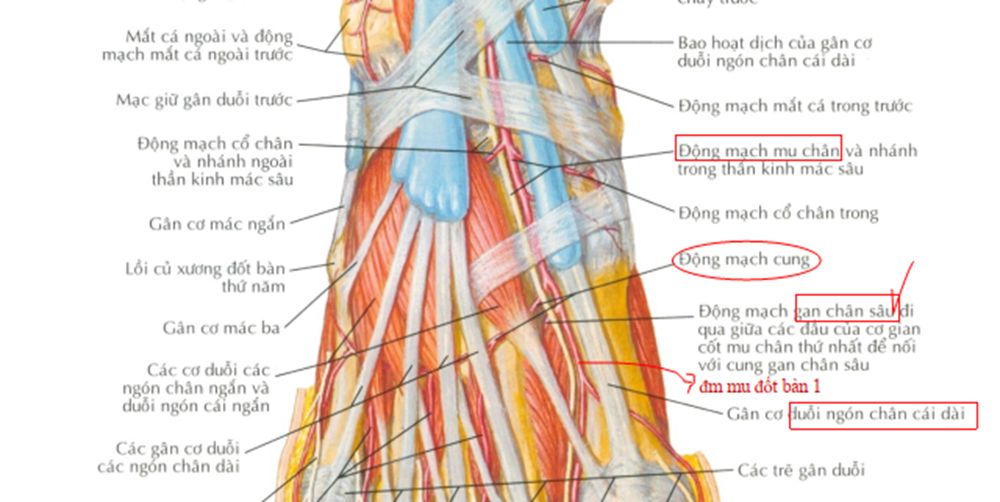 Mắt cá ngoài và động
mạch mắt cá ngoài trước
Mạc giữ gân duỗi trước
Động mạch cổ chân
và nhánh ngoài
thần kinh mác sâu
Gân cơ mác ngắn
Lồi củ xương đốt bàn
thứ năm
Gân cơ mác ba
Các cơ duỗi các
ngón chân ngắn và
duỗi ngón cái ngắn
Các gân cơ duỗi
các ngón chân dài
Bao hoạt dịch của gân cơ
duỗi ngón chân cái dài
Động mạch mắt cá trong trước
Động mạch mu chân và nhánh
trong thần kinh mác sâu
Động mạch cổ chân trong
Động mạch cung
Động mạch gan chân sâu đi
qua giữa các đầu của cơ gian
cốt mu chân thứ nhất để nối
với cung gan chân sâu
đm mu đốt bàn 1
Gân cơ duỗi ngón chân cái dài
Các trẽ gân duỗi